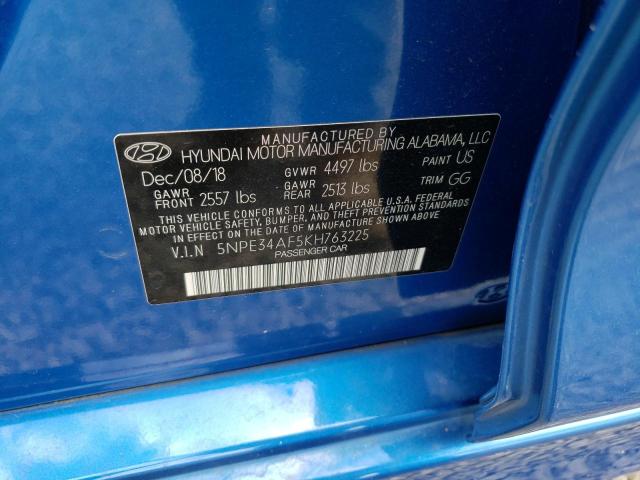 MANUFACTURED BY
HYUNDAI MOTOR MANUFACTURING ALABAMA, LLC
Dec/08/18 GVWR 4497 lbs PAINT US
GAWR FRONT 2557 lbs GAWR REAR 2513 lbs TRIM GG
THIS VEHICLE CONFORMS TO ALL APPLICABLE U.S.A. FEDERAL
MOTOR VEHICLE SAFETY, BUMPER, AND THEFT PREVENTION
STANDARDS IN EFFECT ON THE DATE OF MANUFACTURE SHOWN ABOVE.
V.I.N 5NPE34AF5KH763225
PASSENGER CAR